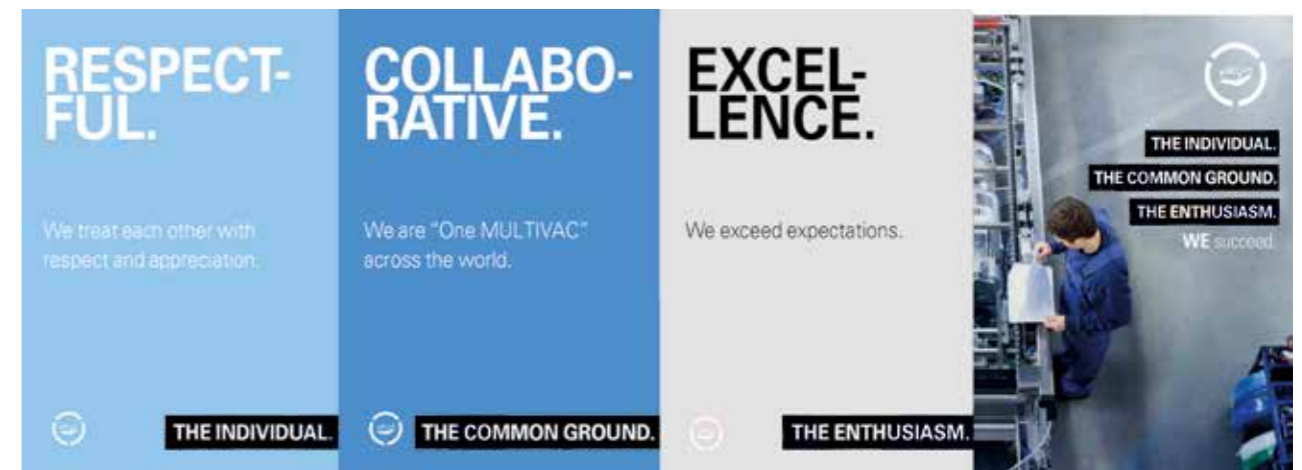 RESPECT-
FUL.
We treat each other with
respect and appreciation.
THE INDIVIDUAL.
COLLABO-
RATIVE.
We are "One MULTIVAC"
across the world.
THE COMMON GROUND.
EXCEL-
LENCE.
We exceed expectations.
THE ENTHUSIASM.
THE INDIVIDUAL.
THE COMMON GROUND.
THE ENTHUSIASM.
WE succeed.